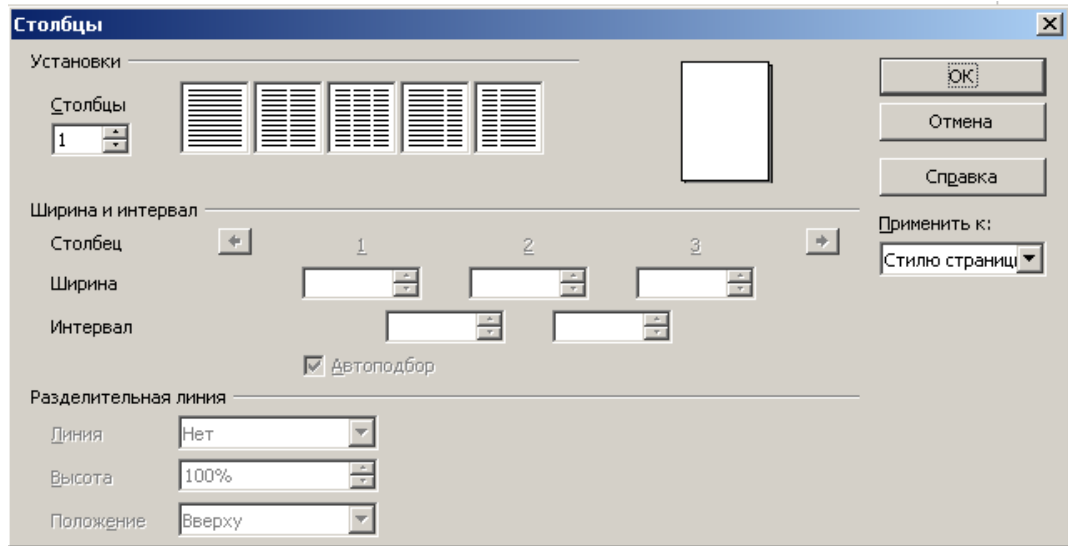 Столбцы
Установки
Столбцы
1
ОК
Отмена
Справка
Применить к:
Стилю страниц
Ширина и интервал
Столбец 1 2 3
Ширина
Интервал
Автоподбор
Разделительная линия
Линия Нет
Высота 100%
Положение Вверху